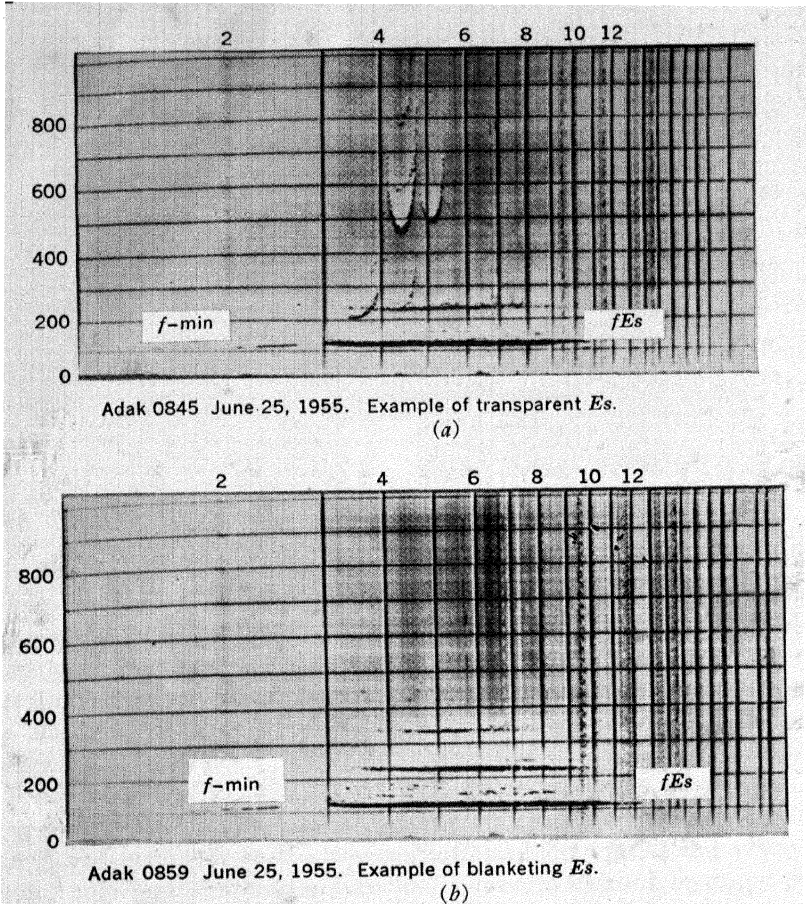 2 4 6 8 10 12
800
600
400
200
f-min
fEs
0
Adak 0845 June 25, 1955. Example of transparent Es.
(a)
2 4 6 8 10 12
800
600
400
200
f-min
fEs
0
Adak 0859 June 25, 1955. Example of blanketing Es.
(b)